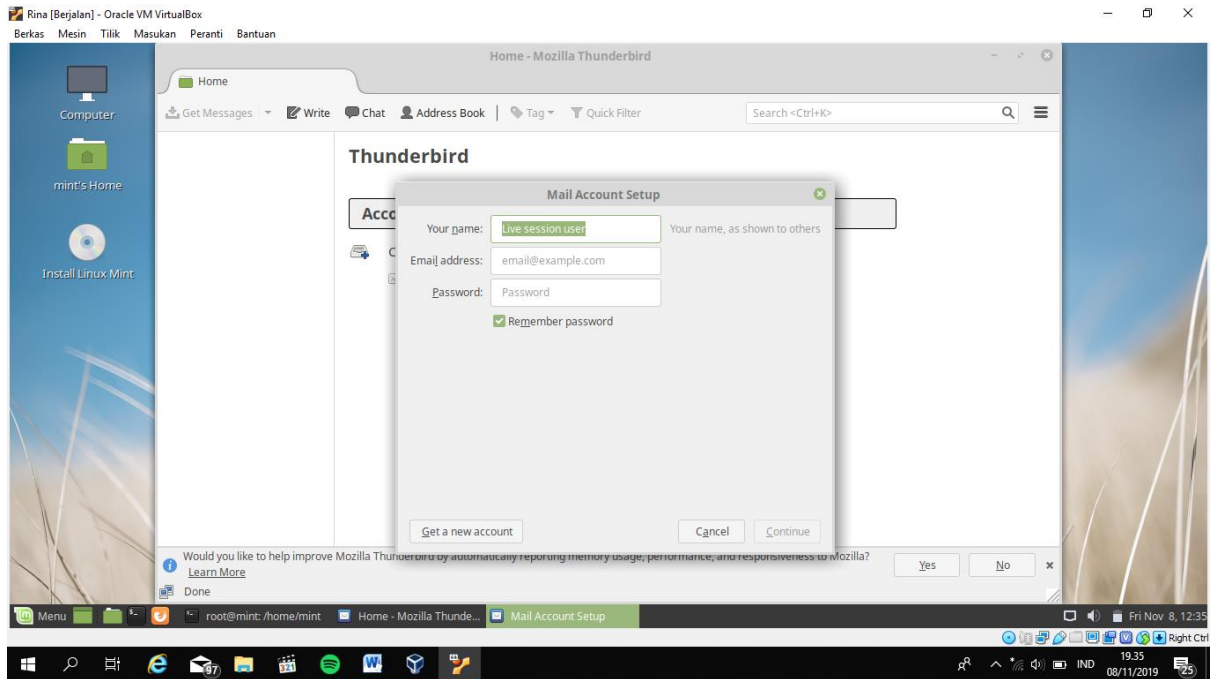 Rina [Berjalan] - Oracle VM VirtualBox
Berkas Mesin Tilik Masukan Peranti Bantuan
Home - Mozilla Thunderbird
Home
Computer
Get Messages Write Chat Address Book Tag Quick Filter Search <Ctrl+K>
Thunderbird
mint's Home
Mail Account Setup
Acco
Your name: Live session user Your name, as shown to others
Email address: email@example.com
Install Linux Mint
Password: Password
Remember password
Get a new account Cancel Continue
Would you like to help improve Mozilla Thunderbird by automatically reporting memory usage, performance, and responsiveness to Mozilla? Yes No
Learn More
Done
Menu root@mint: /home/mint Home - Mozilla Thunde... Mail Account Setup Fri Nov 8, 12:35
Right Ctrl
97 321 IND 19.35
08/11/2019 25